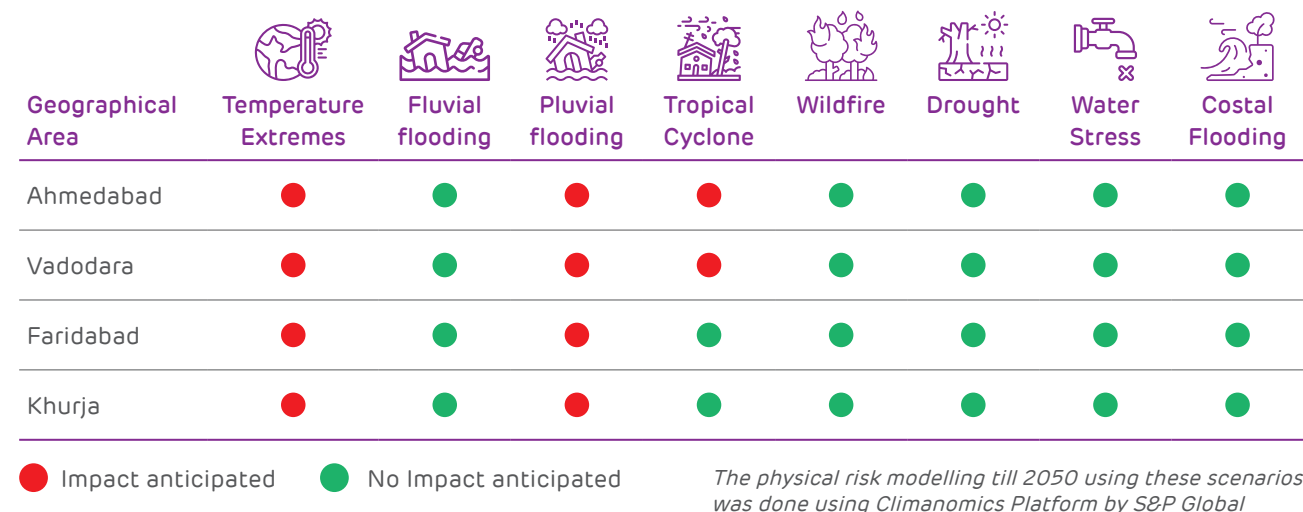 Geographical Area
Temperature Extremes
Fluvial flooding
Pluvial flooding
Tropical Cyclone
Wildfire
Drought
Water Stress
Costal Flooding
Ahmedabad
Vadodara
Faridabad
Khurja
Impact anticipated
No Impact anticipated
The physical risk modelling till 2050 using these scenarios
was done using Climanomics Platform by S&P Global